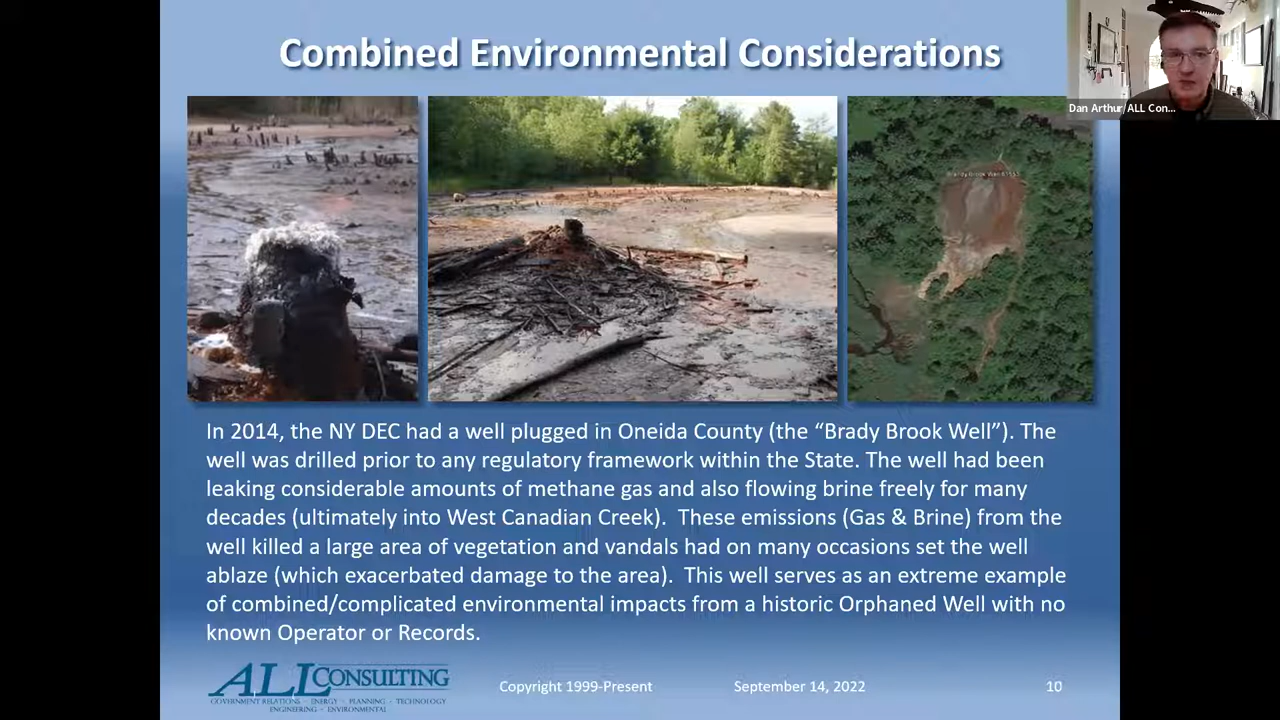 Combined Environmental Considerations
Dan Arthur/ALL Con...
In 2014, the NY DEC had a well plugged in Oneida County (the “Brady Brook Well”). The
well was drilled prior to any regulatory framework within the State. The well had been
leaking considerable amounts of methane gas and also flowing brine freely for many
decades (ultimately into West Canadian Creek).  These emissions (Gas & Brine) from the
well killed a large area of vegetation and vandals had on many occasions set the well
ablaze (which exacerbated damage to the area).  This well serves as an extreme example
of combined/complicated environmental impacts from a historic Orphaned Well with no
known Operator or Records.
ALL CONSULTING
GOVERNMENT RELATIONS - ENERGY - PLANNING - TECHNOLOGY
ENGINEERING - ENVIRONMENTAL
Copyright 1999-Present
September 14, 2022
10